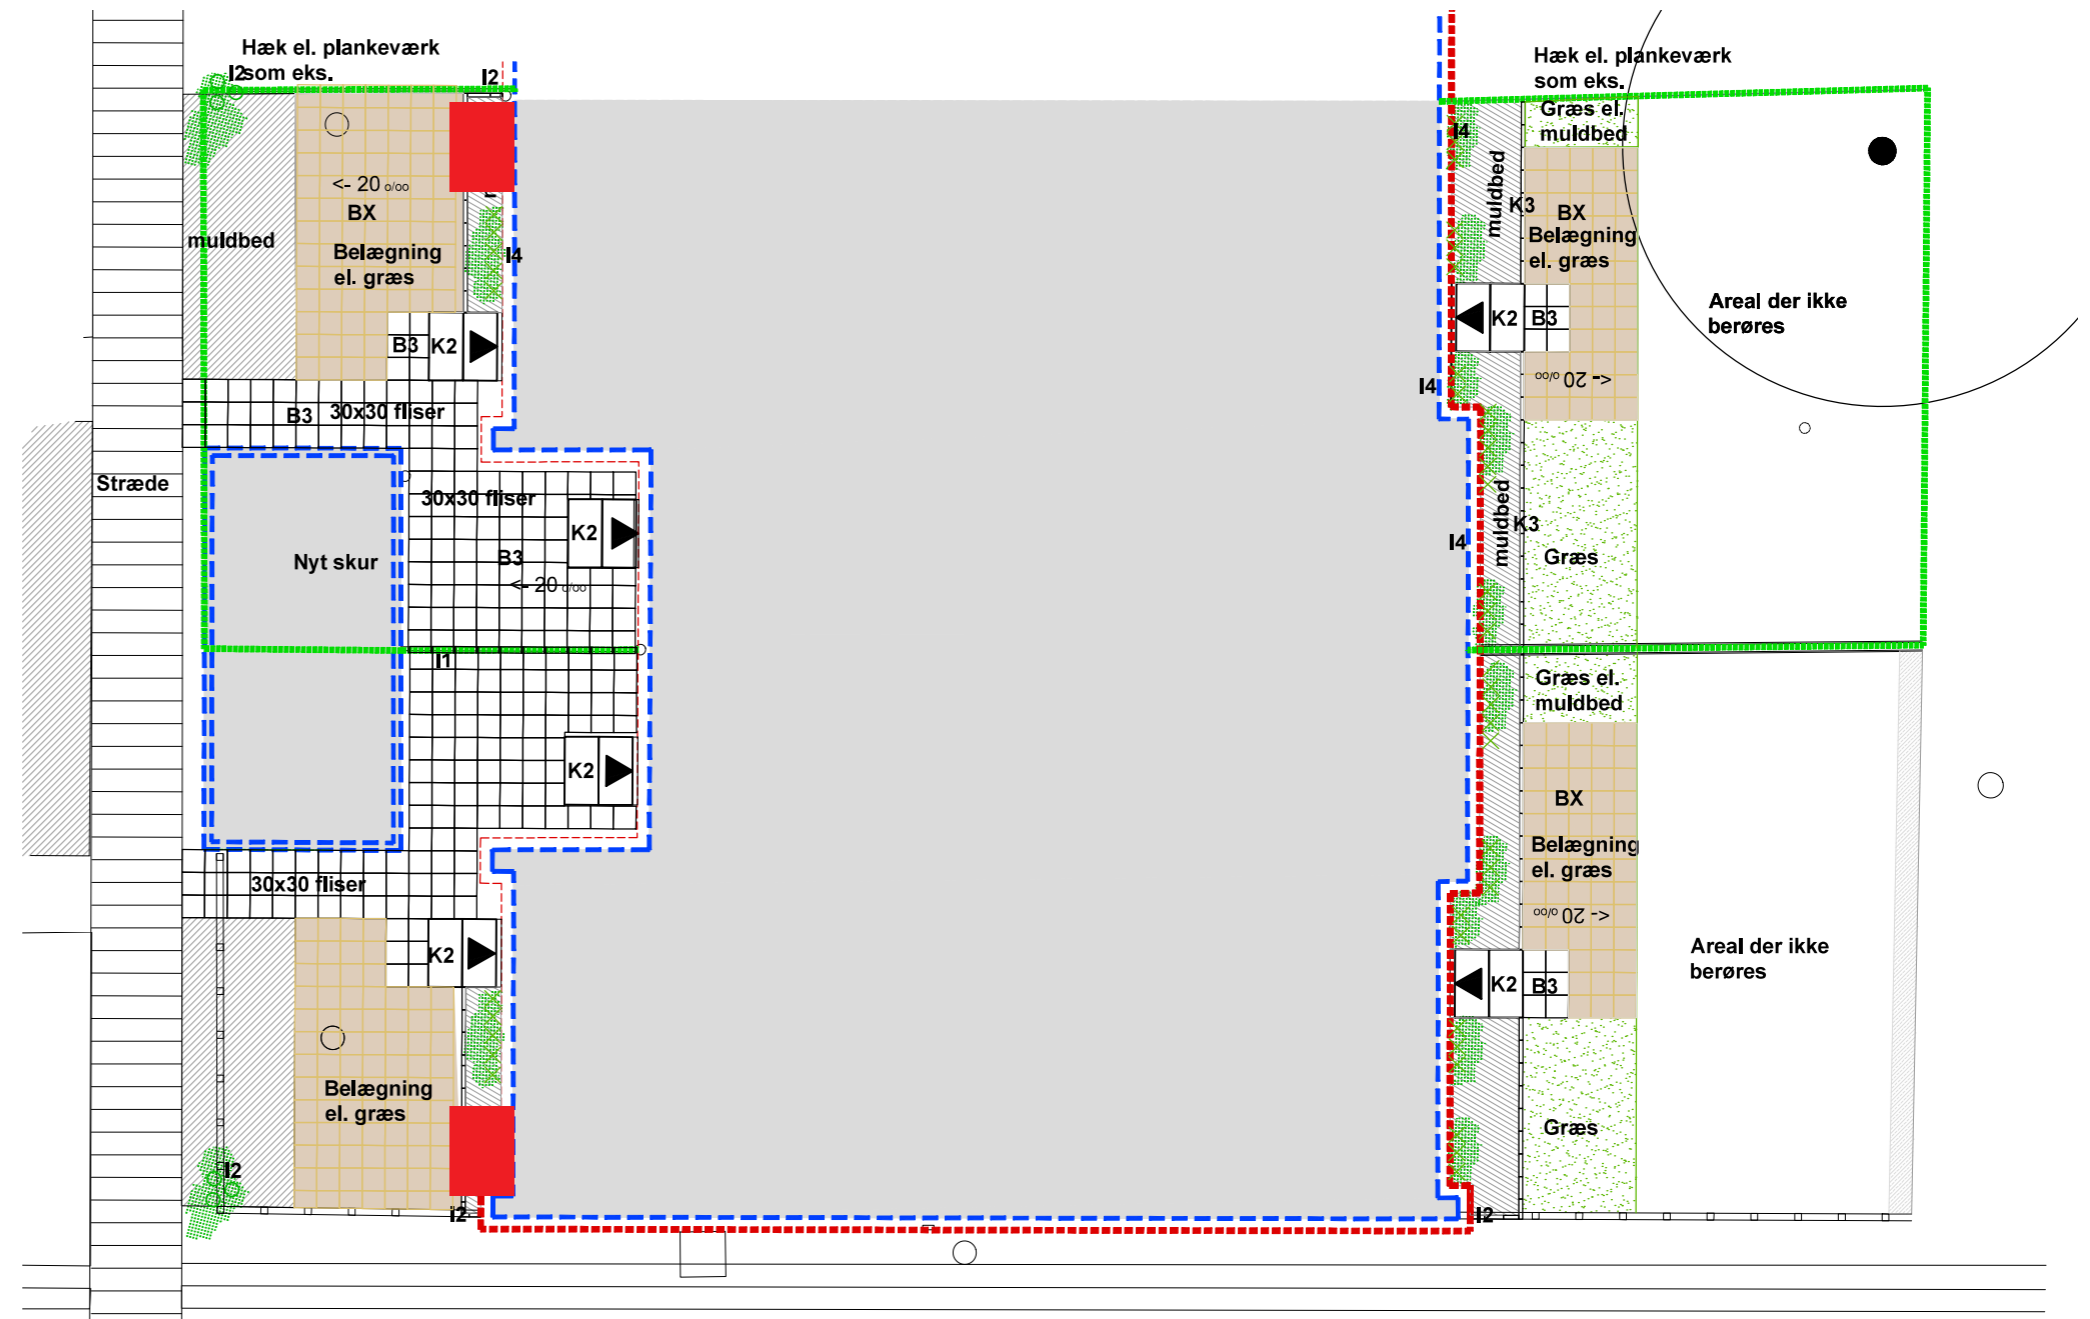 Hæk el. plankeværk
som eks.
I2
I2
<- 20 o/oo
BX
Belægning
el. græs
muldbed
I4
B3
K2
B3
30x30 fliser
Stræde
30x30 fliser
K2
B3
<- 20 o/oo
Nyt skur
I1
K2
30x30 fliser
K2
Belægning
el. græs
I2
I2
Hæk el. plankeværk
som eks.
Græs el.
muldbed
I4
muldbed
K3
BX
Belægning
el. græs
K2
B3
<- 20 o/oo
I4
Areal der ikke
berøres
muldbed
K3
I4
Græs
Græs el.
muldbed
BX
Belægning
el. græs
<- 20 o/oo
K2
B3
Areal der ikke
berøres
Græs
I2